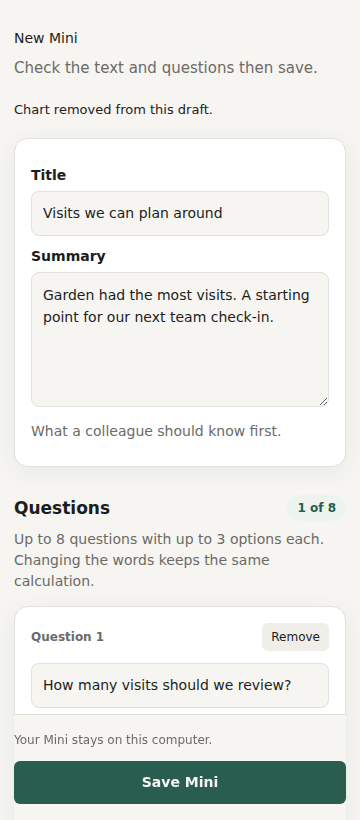 New Mini
Check the text and questions then save.
Chart removed from this draft.
Title
Visits we can plan around
Summary
Garden had the most visits. A starting
point for our next team check-in.
What a colleague should know first.
Questions
1 of 8
Up to 8 questions with up to 3 options each.
Changing the words keeps the same
calculation.
Question 1
Remove
How many visits should we review?
Your Mini stays on this computer.
Save Mini